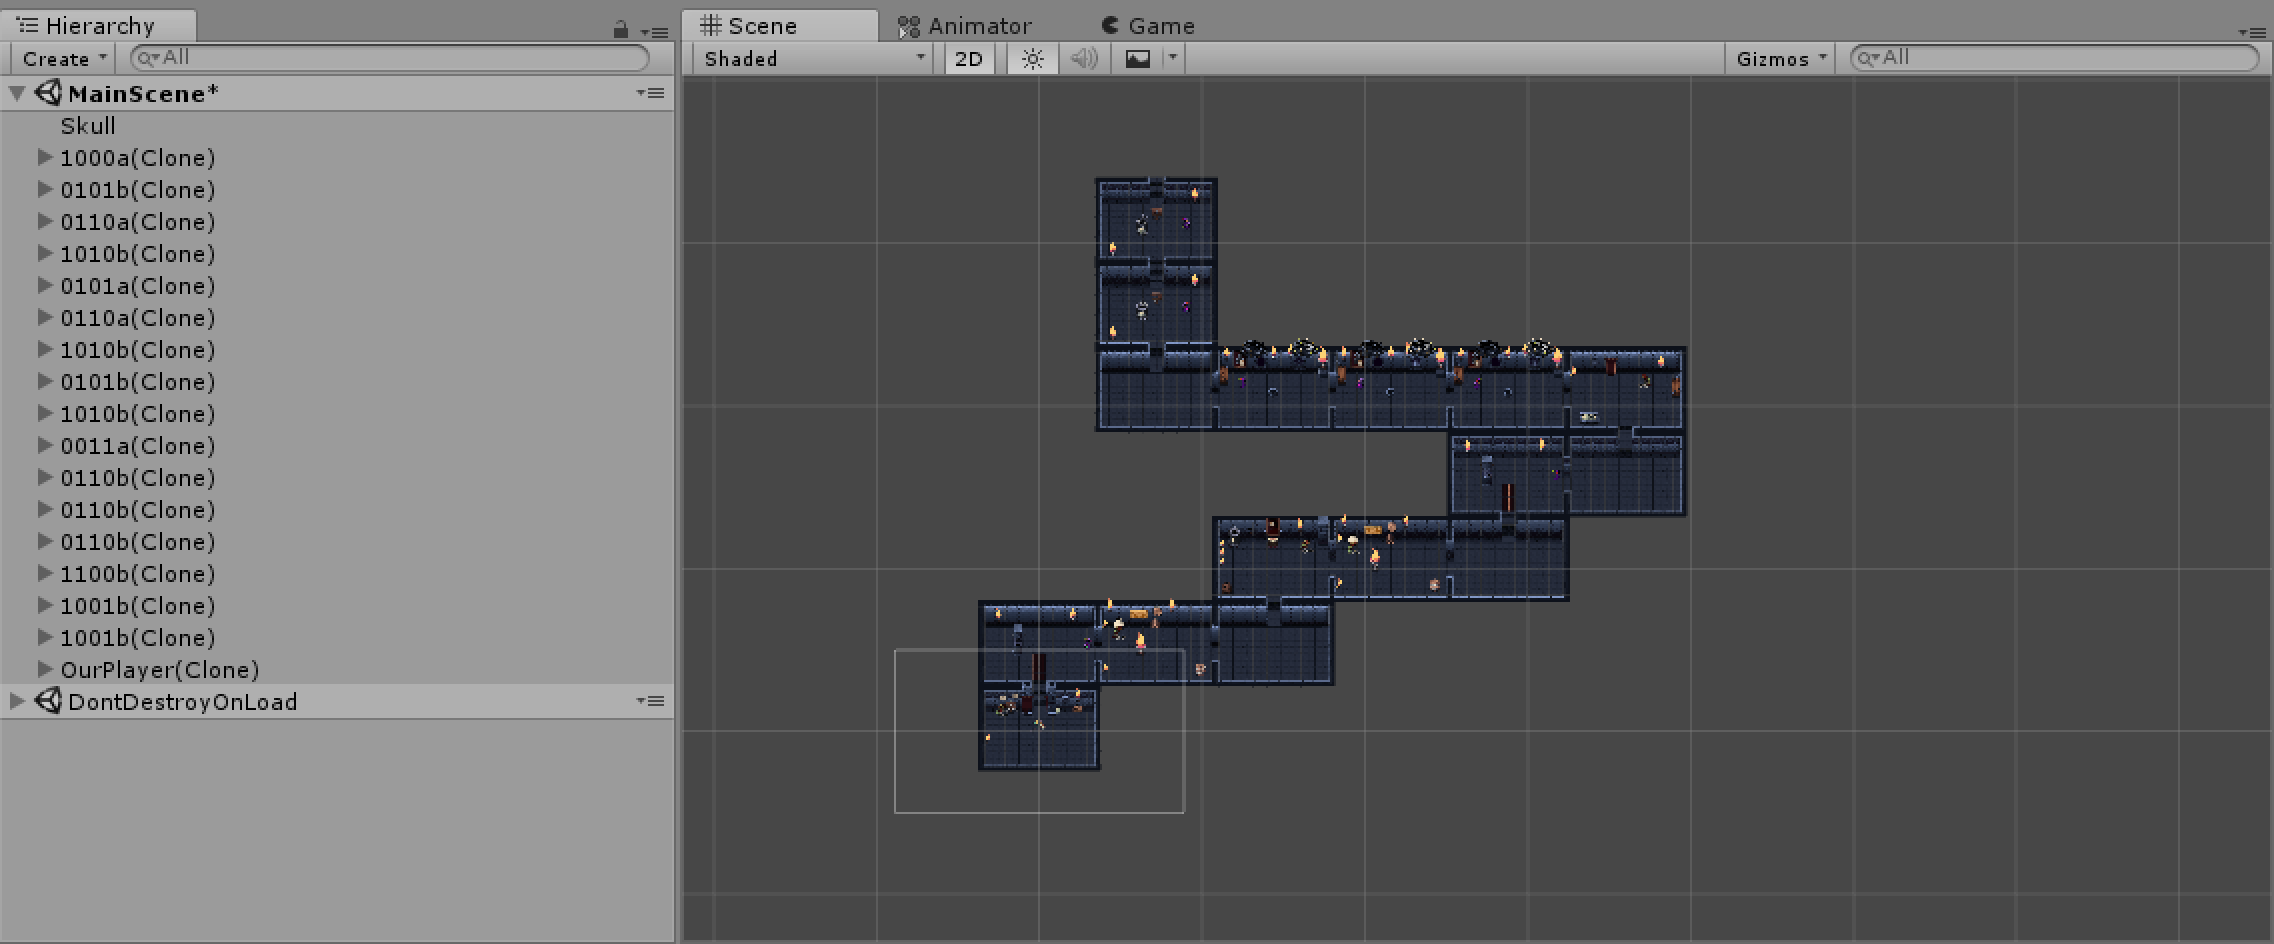 Hierarchy
Create All
MainScene*
Skull
1000a(Clone)
0101b(Clone)
0110a(Clone)
1010b(Clone)
0101a(Clone)
0110a(Clone)
1010b(Clone)
0101b(Clone)
1010b(Clone)
0011a(Clone)
0110b(Clone)
0110b(Clone)
0110b(Clone)
1100b(Clone)
1001b(Clone)
1001b(Clone)
OurPlayer(Clone)
DontDestroyOnLoad
Scene Animator Game
Shaded 2D Gizmos All